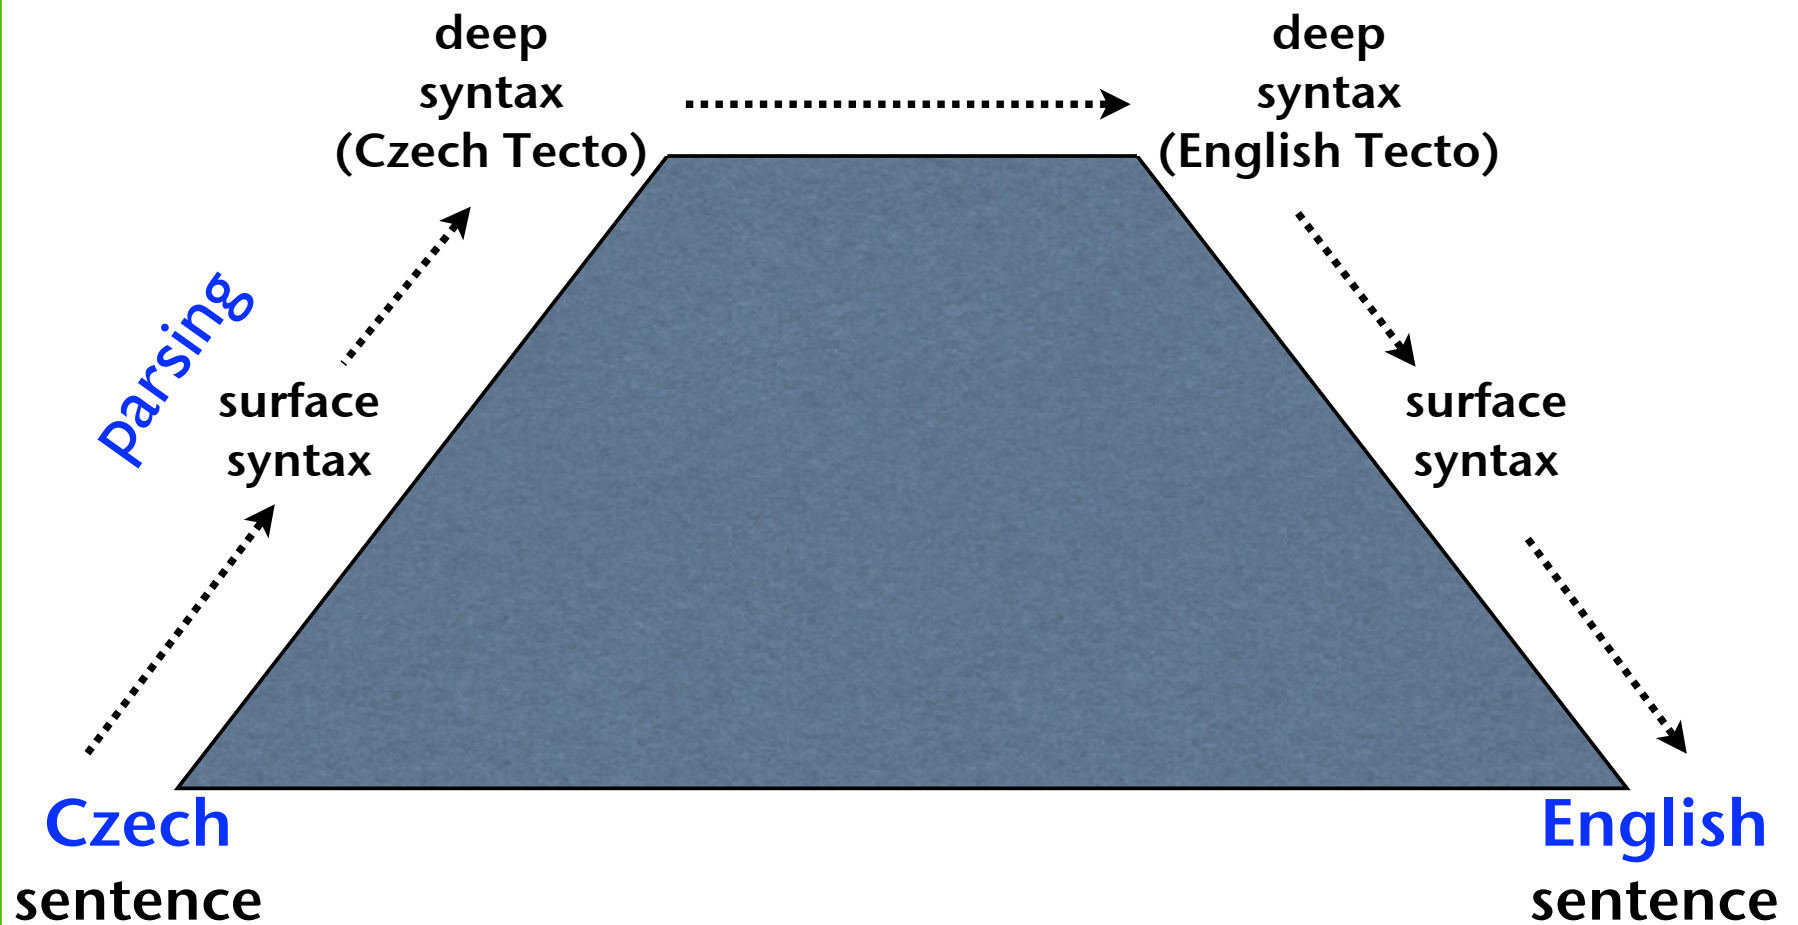 deep
syntax
(Czech Tecto)
deep
syntax
(English Tecto)
parsing
surface
syntax
surface
syntax
Czech
sentence
English
sentence